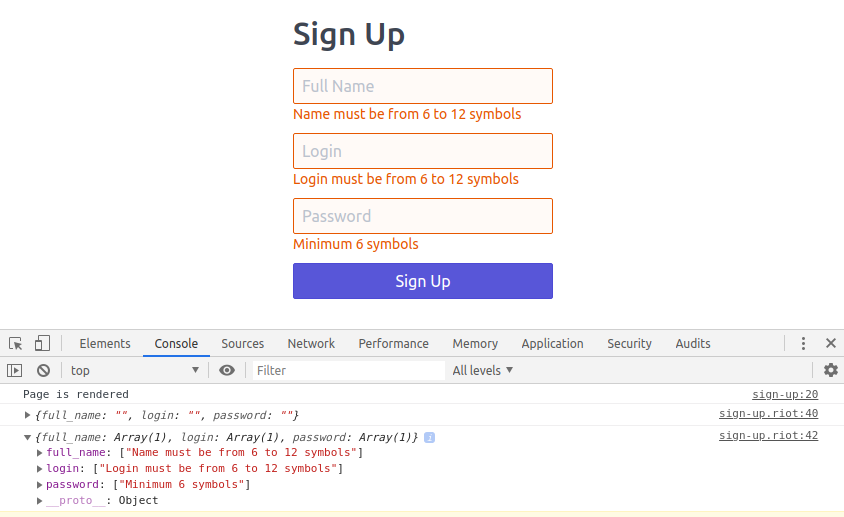 Sign Up
Full Name
Name must be from 6 to 12 symbols
Login
Login must be from 6 to 12 symbols
Password
Minimum 6 symbols
Sign Up
Elements Console Sources Network Performance Memory Application Security Audits
top Filter All levels
Page is rendered sign-up:20
{full_name: "", login: "", password: ""} sign-up.riot:40
{full_name: Array(1), login: Array(1), password: Array(1)} i sign-up.riot:42
full_name: ["Name must be from 6 to 12 symbols"]
login: ["Login must be from 6 to 12 symbols"]
password: ["Minimum 6 symbols"]
__proto__: Object